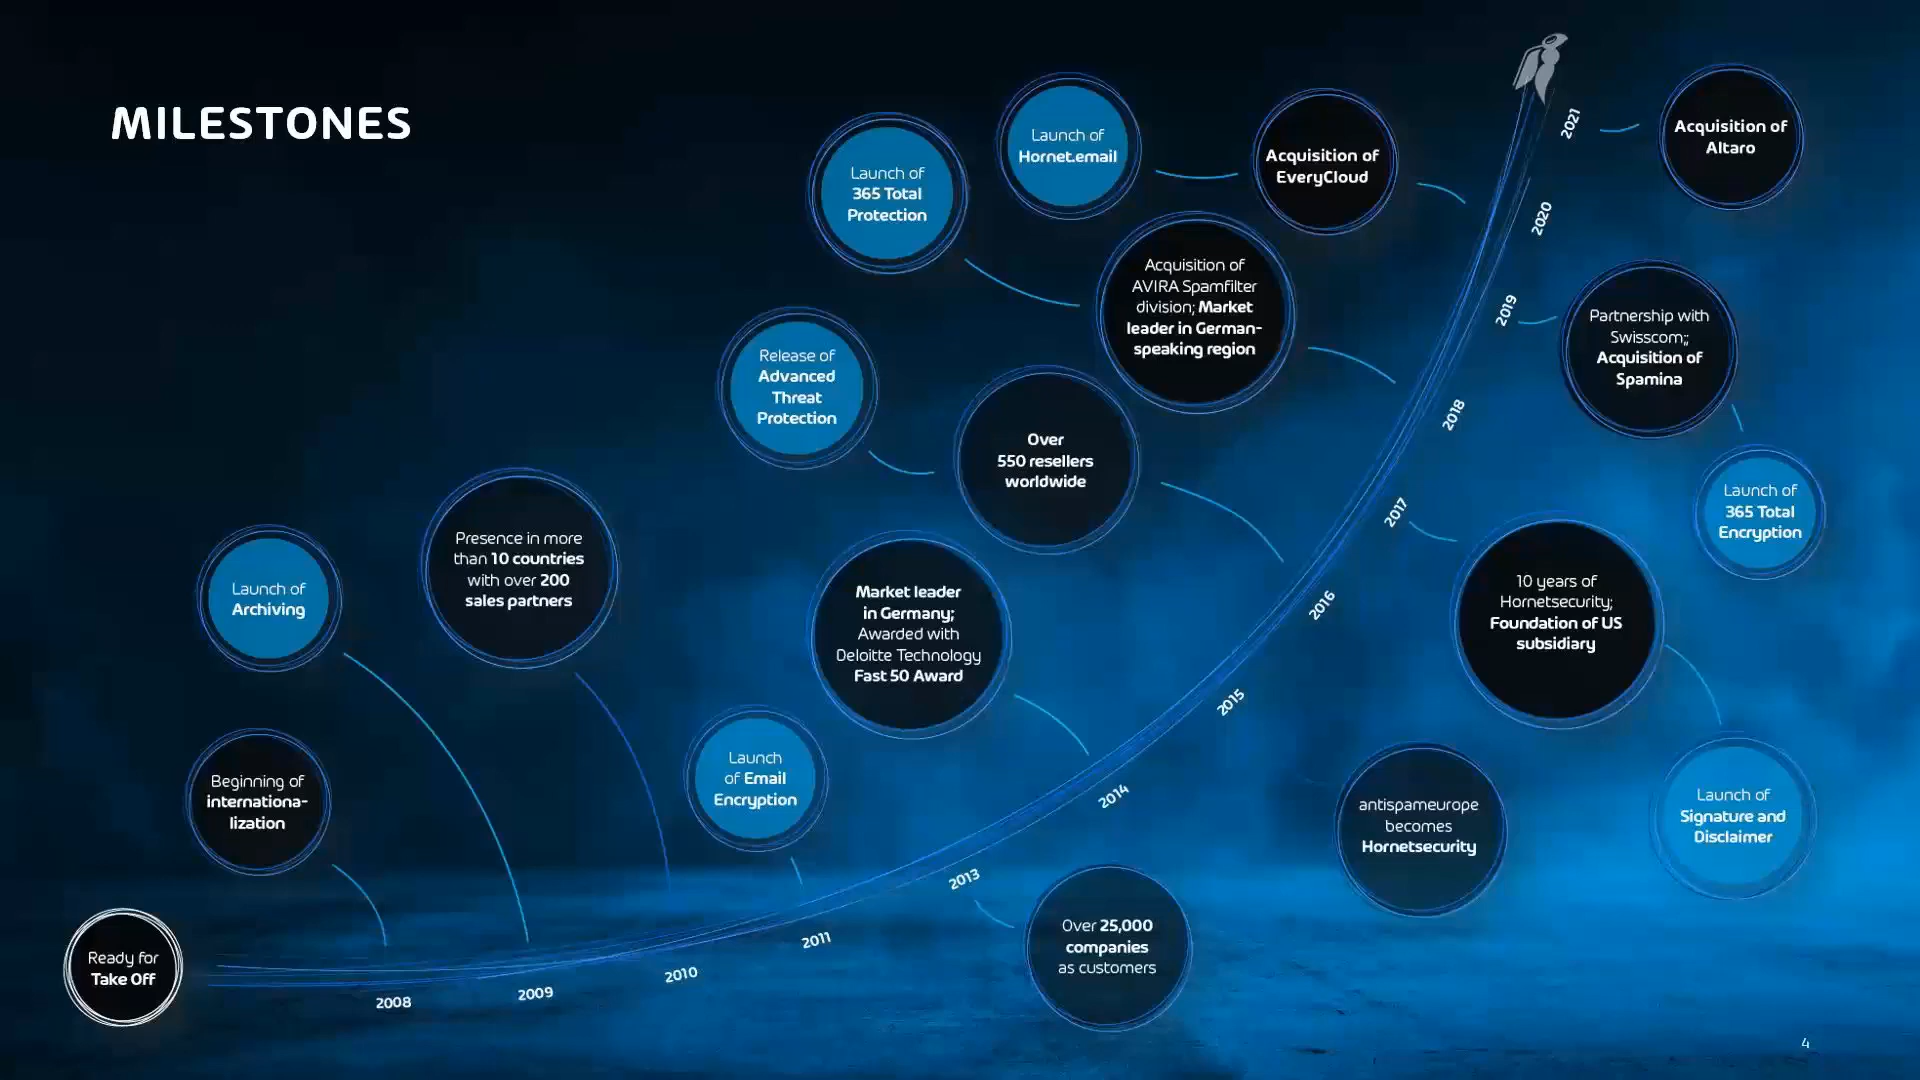 MILESTONES
Ready for
Take Off
Beginning of
internationa-
lization
2008
Launch of
Archiving
2009
Presence in more
than 10 countries
with over 200
sales partners
2010
Launch
of Email
Encryption
2011
Over 25,000
companies
as customers
2013
Market leader
in Germany;
Awarded with
Deloitte Technology
Fast 50 Award
2014
antispameurope
becomes
Hornetsecurity
2015
Release of
Advanced
Threat
Protection
Over
550 resellers
worldwide
2016
10 years of
Hornetsecurity;
Foundation of US
subsidiary
Launch of
Signature and
Disclaimer
2017
Launch of
365 Total
Protection
Acquisition of
AVIRA Spamfilter
division; Market
leader in German-
speaking region
2018
Partnership with
Swisscom;;
Acquisition of
Spamina
Launch of
365 Total
Encryption
2019
Launch of
Hornet.email
Acquisition of
EveryCloud
2020
Acquisition of
Altaro
2021
4